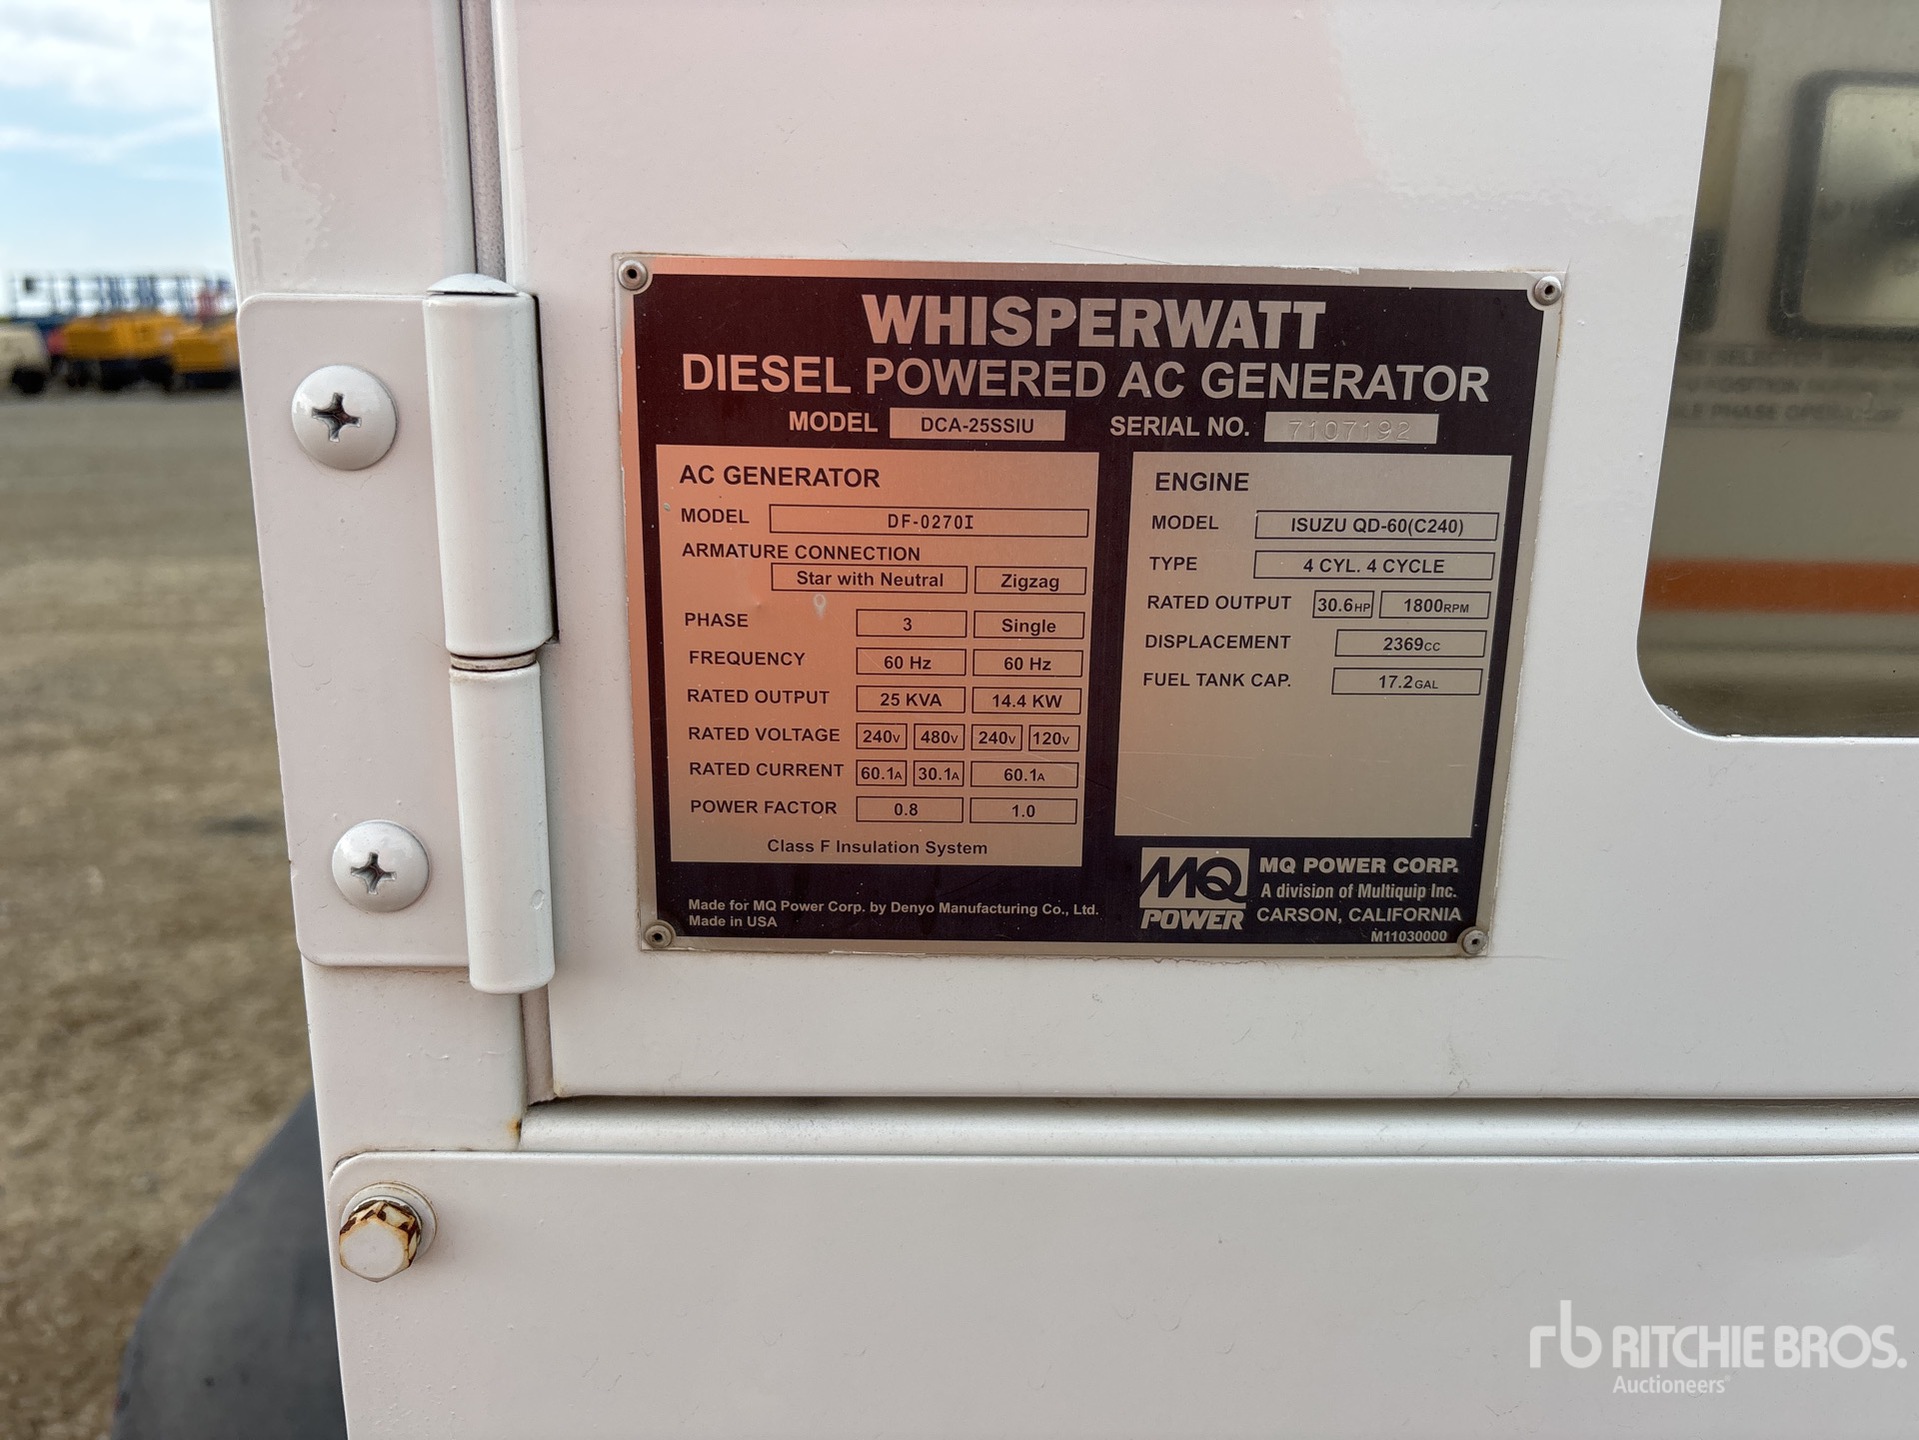 WHISPERWATT
DIESEL POWERED AC GENERATOR
MODEL DCA-25SSIU SERIAL NO. 7107192
AC GENERATOR
MODEL DF-0270I
ARMATURE CONNECTION
Star with Neutral Zigzag
PHASE 3 Single
FREQUENCY 60 Hz 60 Hz
RATED OUTPUT 25 KVA 14.4 KW
RATED VOLTAGE 240V 480V 240V 120V
RATED CURRENT 60.1A 30.1A 60.1A
POWER FACTOR 0.8 1.0
Class F Insulation System
Made for MQ Power Corp. by Denyo Manufacturing Co., Ltd.
Made in USA
ENGINE
MODEL ISUZU QD-60(C240)
TYPE 4 CYL. 4 CYCLE
RATED OUTPUT 30.6HP 1800RPM
DISPLACEMENT 2369CC
FUEL TANK CAP. 17.2GAL
MQ POWER
MQ POWER CORP.
A division of Multiquip Inc.
CARSON, CALIFORNIA
M11030000
SELECTOR
POSITION
PHASE
rb RITCHIE BROS.
Auctioneers